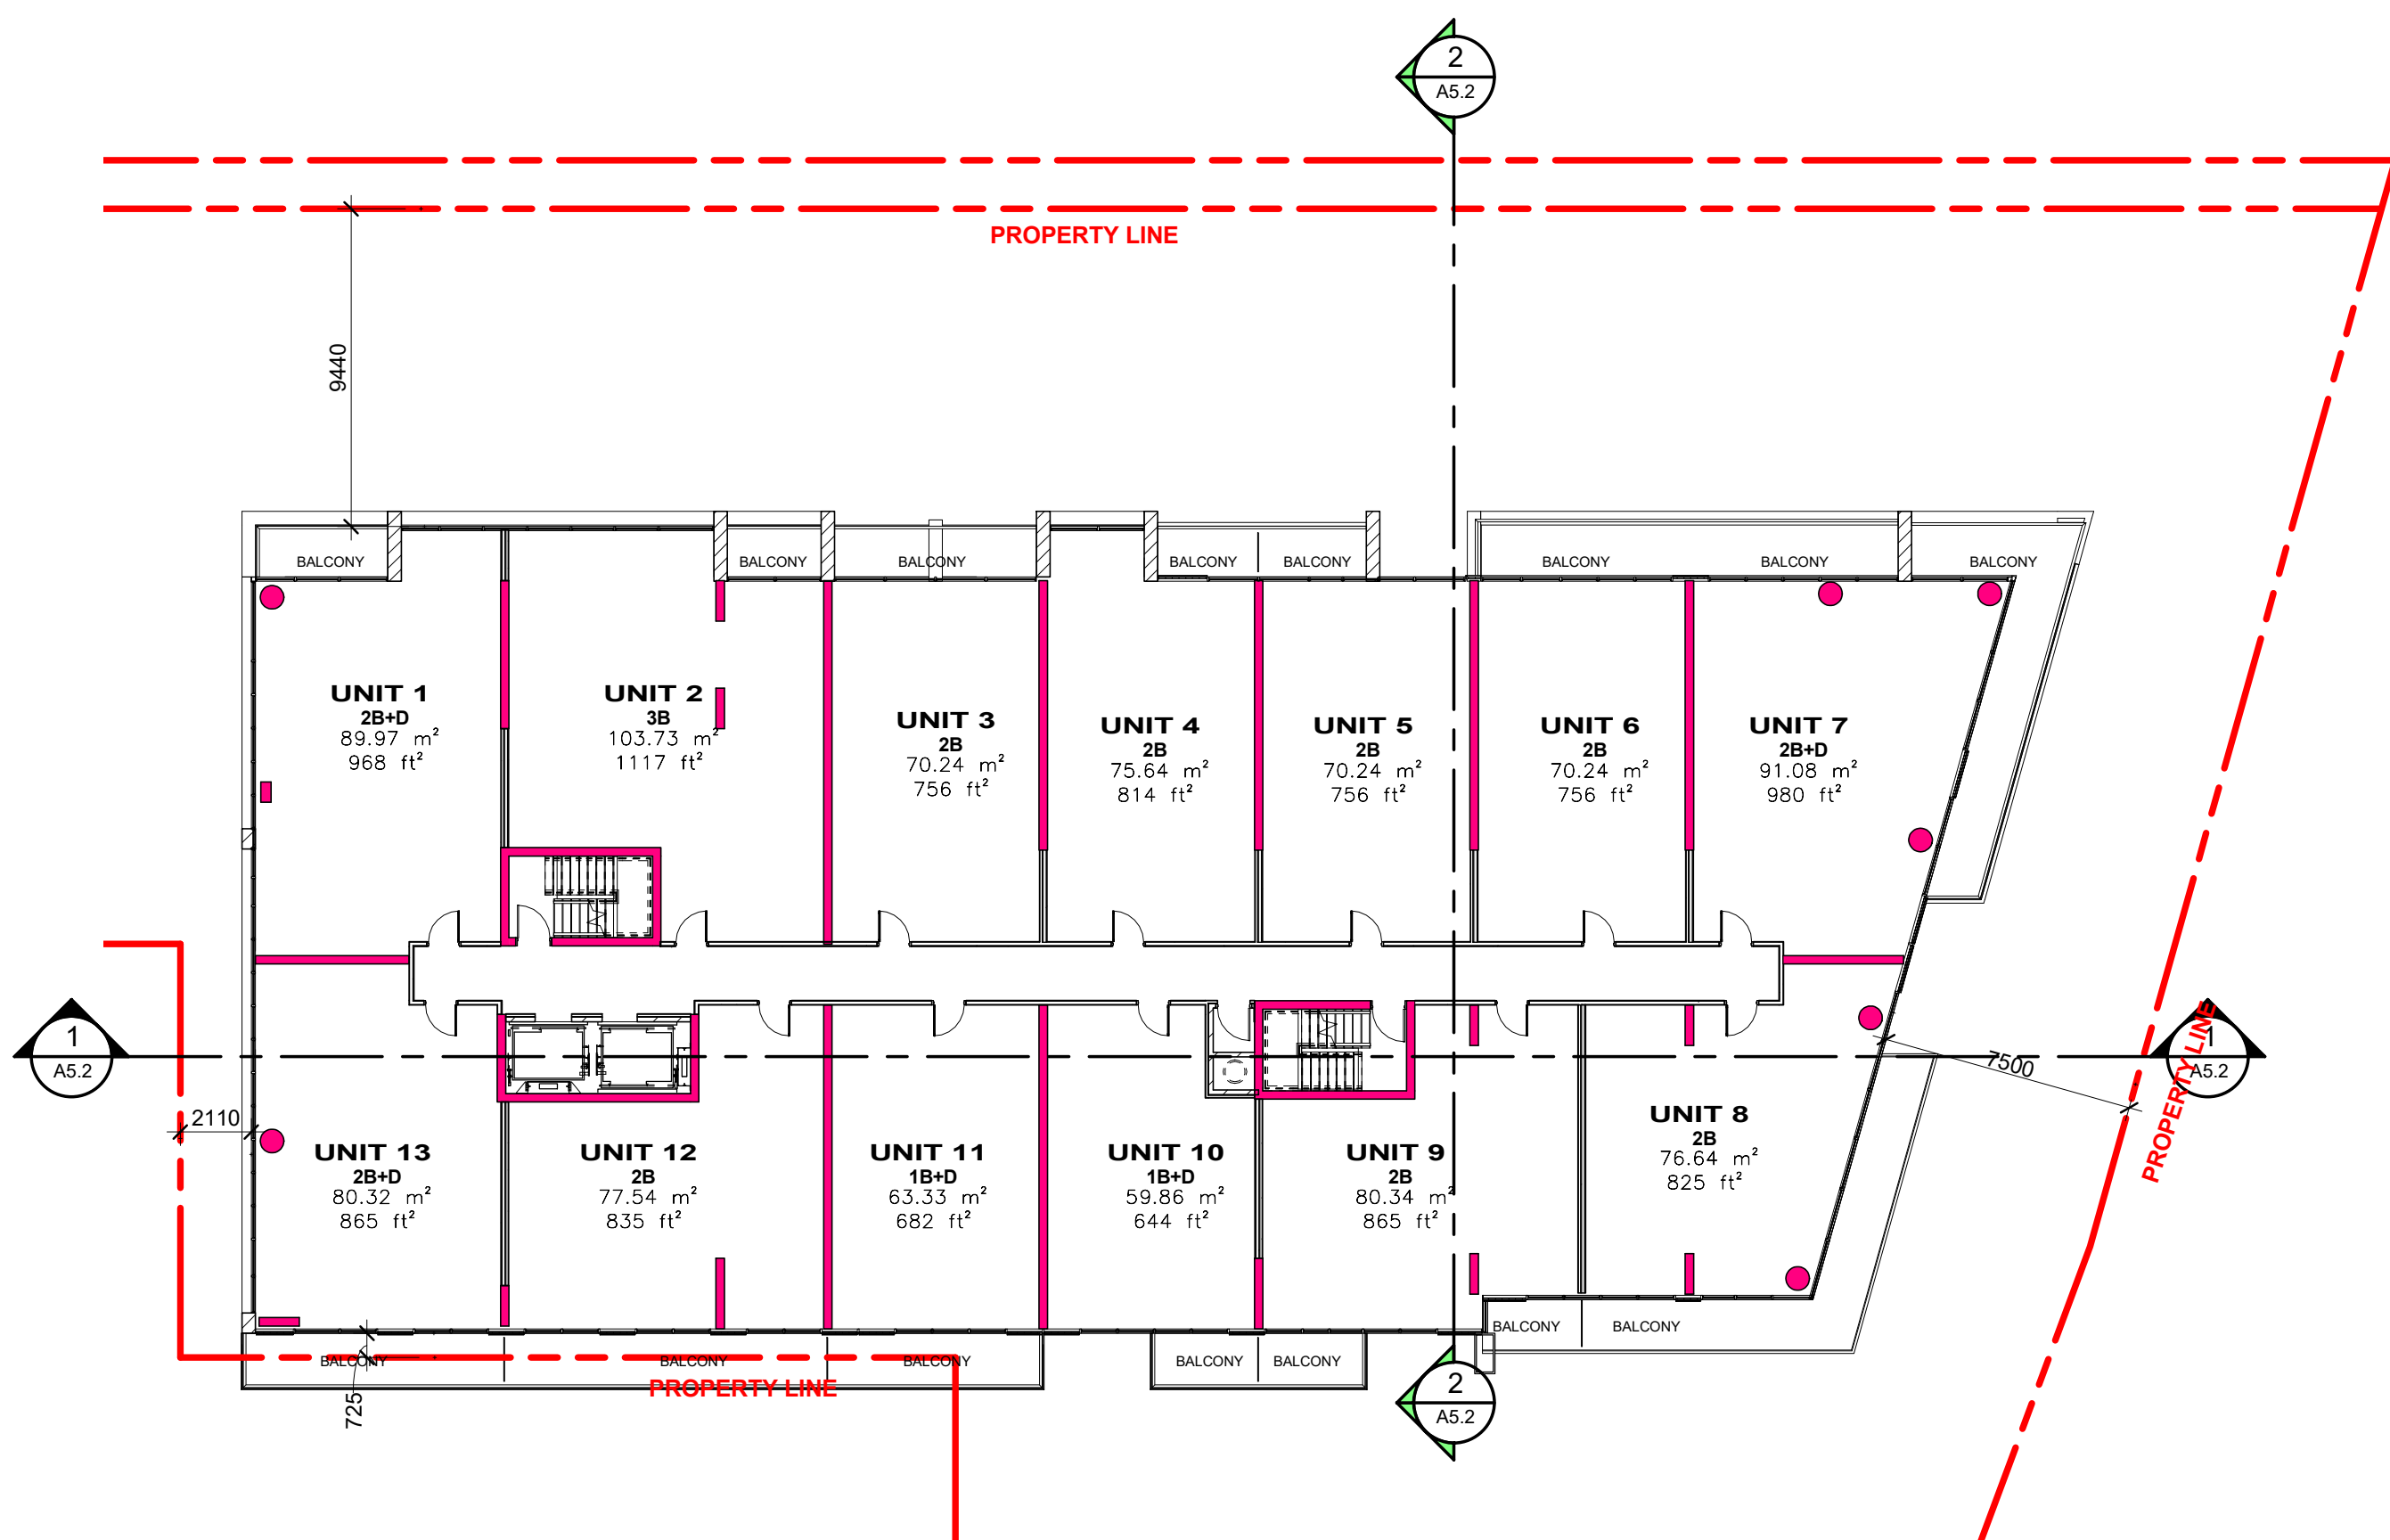 2
A5.2
PROPERTY LINE
9440
BALCONY
BALCONY
BALCONY
BALCONY
BALCONY
BALCONY
BALCONY
BALCONY
UNIT 1
2B+D
89.97 m²
968 ft²
UNIT 2
3B
103.73 m²
1117 ft²
UNIT 3
2B
70.24 m²
756 ft²
UNIT 4
2B
75.64 m²
814 ft²
UNIT 5
2B
70.24 m²
756 ft²
UNIT 6
2B
70.24 m²
756 ft²
UNIT 7
2B+D
91.08 m²
980 ft²
1
A5.2
7500
PROPERTY LINE
1
A5.2
2110
UNIT 13
2B+D
80.32 m²
865 ft²
UNIT 12
2B
77.54 m²
835 ft²
UNIT 11
1B+D
63.33 m²
682 ft²
UNIT 10
1B+D
59.86 m²
644 ft²
UNIT 9
2B
80.34 m²
865 ft²
UNIT 8
2B
76.64 m²
825 ft²
BALCONY
BALCONY
BALCONY
BALCONY
BALCONY
BALCONY
BALCONY
725
PROPERTY LINE
2
A5.2